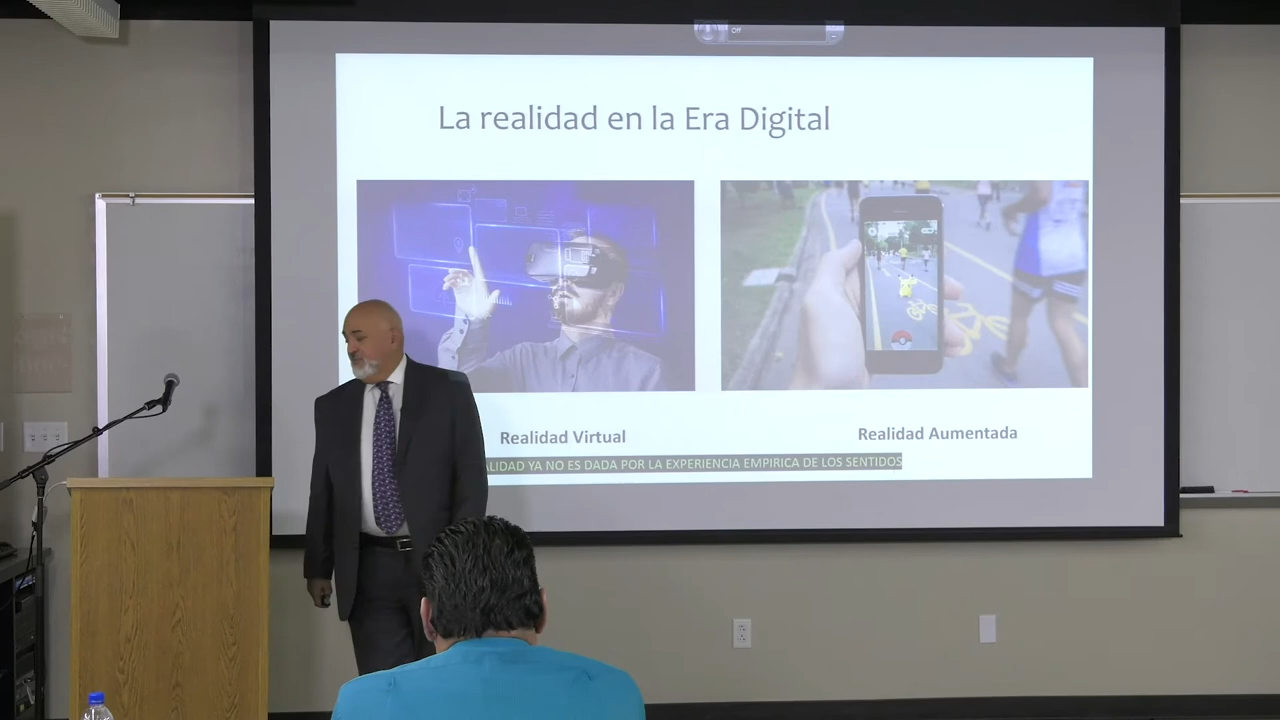 Off
La realidad en la Era Digital
Realidad Virtual
Realidad Aumentada
YA NO ES DADA POR LA EXPERIENCIA EMPIRICA DE LOS SENTIDOS